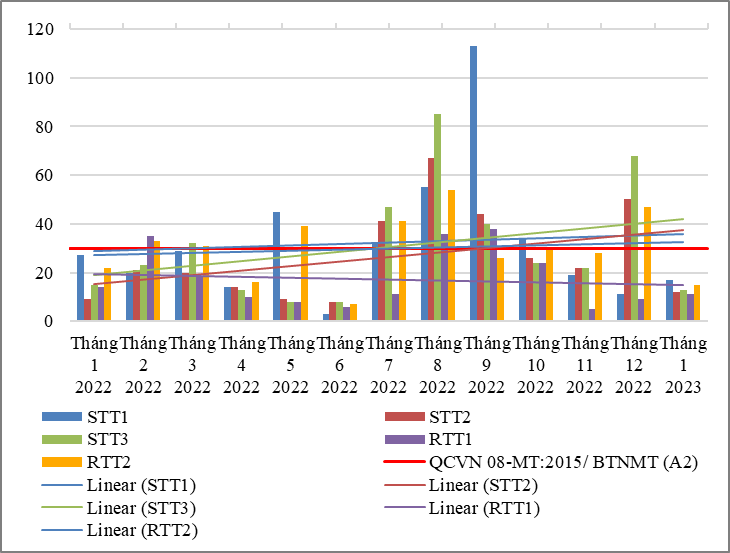 120
100
80
60
40
20
0
Tháng Tháng Tháng Tháng Tháng Tháng Tháng Tháng Tháng Tháng Tháng Tháng Tháng
1 2 3 4 5 6 7 8 9 10 11 12 1
2022 2022 2022 2022 2022 2022 2022 2022 2022 2022 2022 2022 2023
STT1 STT2
STT3 RTT1
RTT2 QCVN 08-MT:2015/ BTNMT (A2)
Linear (STT1) Linear (STT2)
Linear (STT3) Linear (RTT1)
Linear (RTT2)